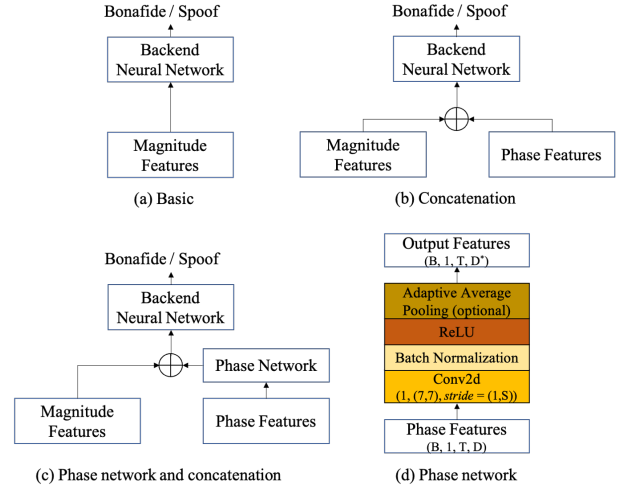 Bonafide / Spoof
Backend
Neural Network
Magnitude
Features
(a) Basic
Bonafide / Spoof
Backend
Neural Network
Magnitude
Features
Phase Features
(b) Concatenation
Bonafide / Spoof
Backend
Neural Network
Phase Network
Magnitude
Features
Phase Features
(c) Phase network and concatenation
Output Features
(B, 1, T, D*)
Adaptive Average
Pooling (optional)
ReLU
Batch Normalization
Conv2d
(1, (7,7), stride = (1,S))
Phase Features
(B, 1, T, D)
(d) Phase network